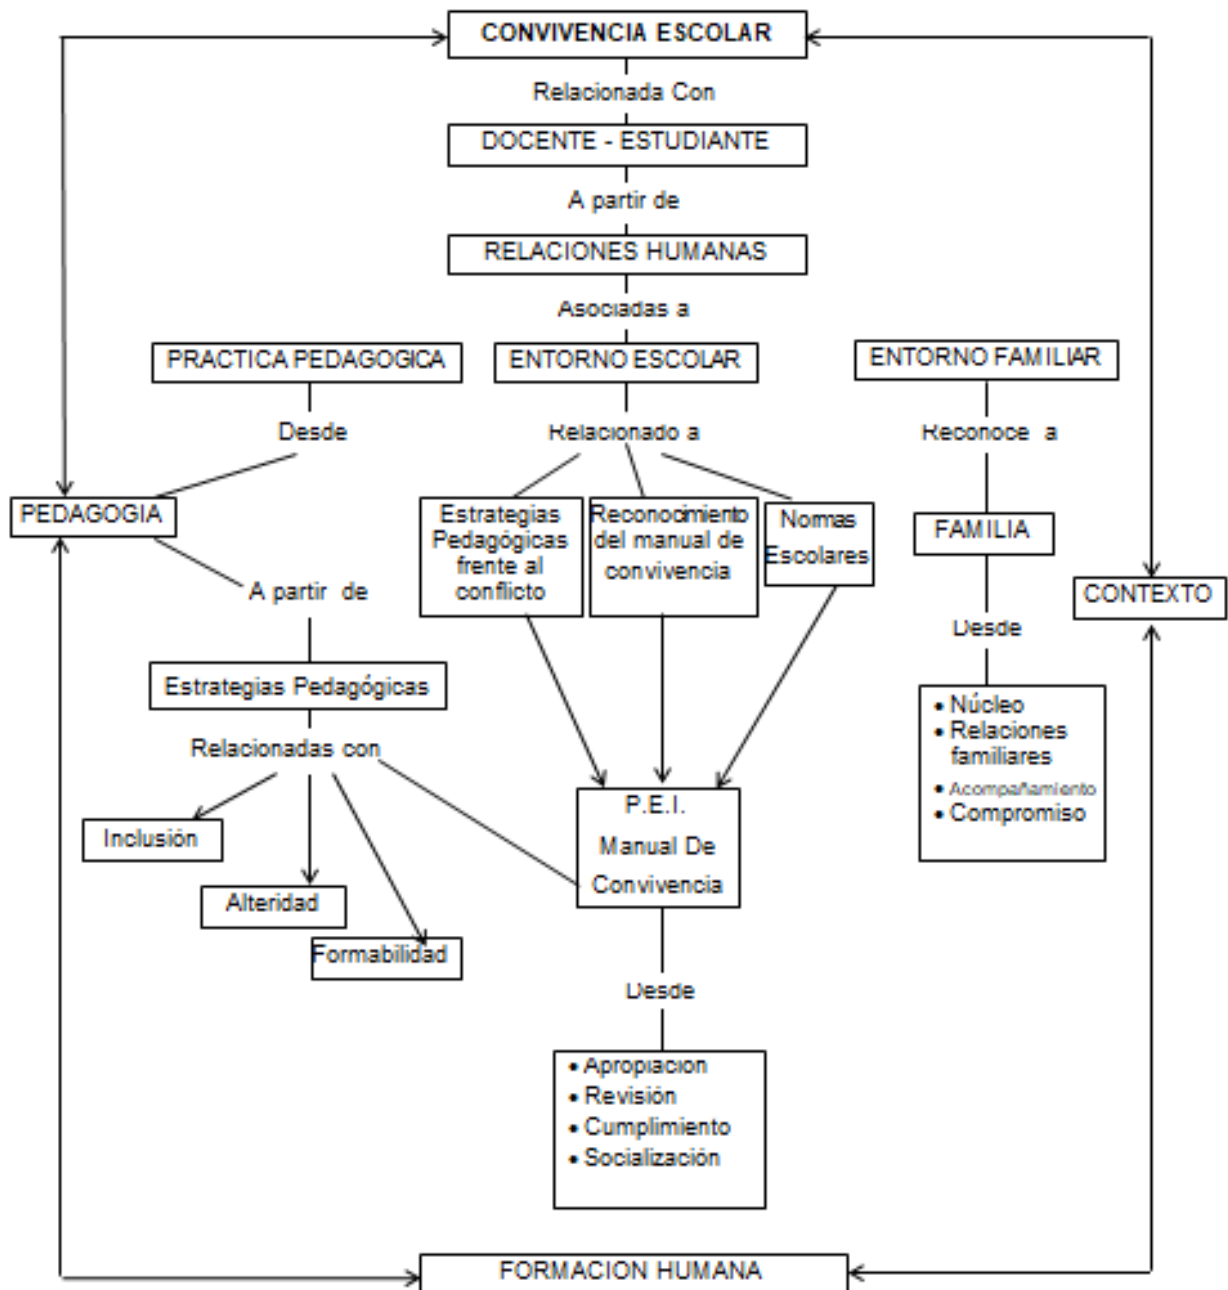 CONVIVENCIA ESCOLAR
Relacionada Con
DOCENTE - ESTUDIANTE
A partir de
RELACIONES HUMANAS
Asociadas a
PRACTICA PEDAGOGICA
ENTORNO ESCOLAR
ENTORNO FAMILIAR
Desde
Relacionado a
Reconoce a
PEDAGOGIA
Estrategias
Pedagógicas
frente al
conflicto
Reconocimiento
del manual de
convivencia
Normas
Escolares
FAMILIA
CONTEXTO
A partir de
Desde
Estrategias Pedagógicas
• Núcleo
• Relaciones
familiares
• Acompañamiento
• Compromiso
Relacionadas con
P.E.I.
Manual De
Convivencia
Inclusión
Alteridad
Formabilidad
Desde
• Apropiacion
• Revisión
• Cumplimiento
• Socialización
FORMACION HUMANA